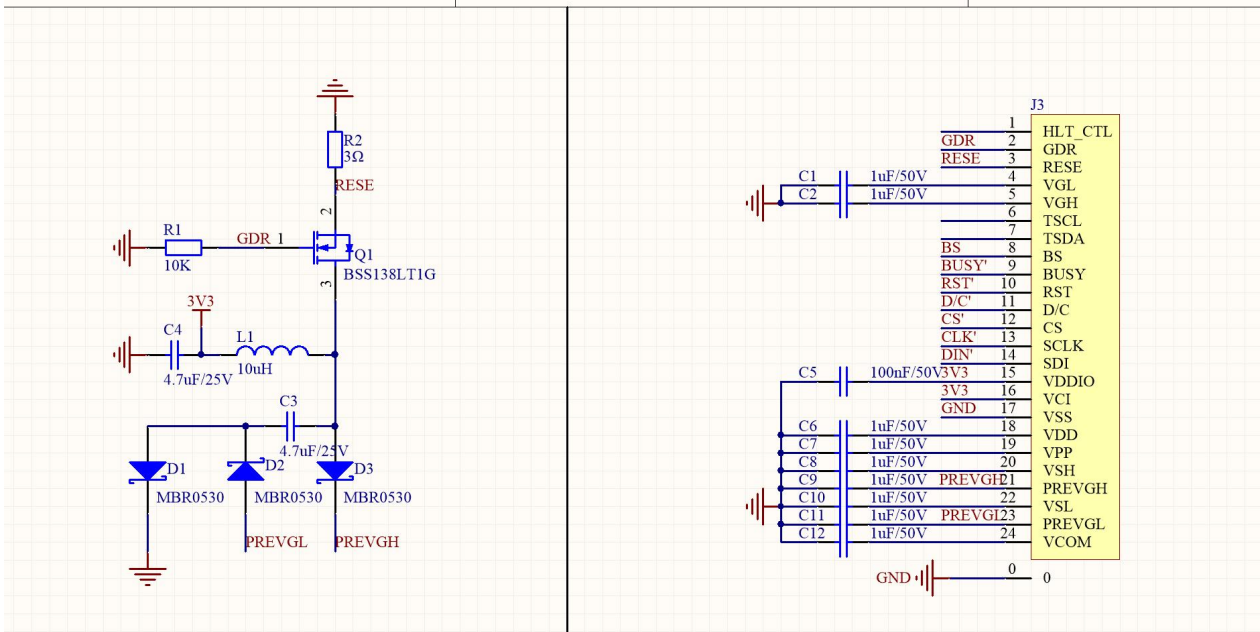 R2
3Ω
RESE
2
R1
GDR 1
10K
Q1
BSS138LT1G
3
3V3
C4
L1
4.7uF/25V
10uH
C3
4.7uF/25V
D1
D2
D3
MBR0530
MBR0530
MBR0530
PREVGL
PREVGH
J3
1 HLT_CTL
GDR 2 GDR
RESE 3 RESE
C1 1uF/50V 4 VGL
C2 1uF/50V 5 VGH
6 TSCL
7 TSDA
BS 8 BS
BUSY' 9 BUSY
RST' 10 RST
D/C' 11 D/C
CS' 12 CS
CLK' 13 SCLK
DIN' 14 SDI
C5 100nF/50V 3V3 15 VDDIO
3V3 16 VCI
GND 17 VSS
C6 1uF/50V 18 VDD
C7 1uF/50V 19 VPP
C8 1uF/50V 20 VSH
C9 1uF/50V PREVGH 21 PREVGH
C10 1uF/50V 22 VSL
C11 1uF/50V PREVGL 23 PREVGL
C12 1uF/50V 24 VCOM
GND 0 0